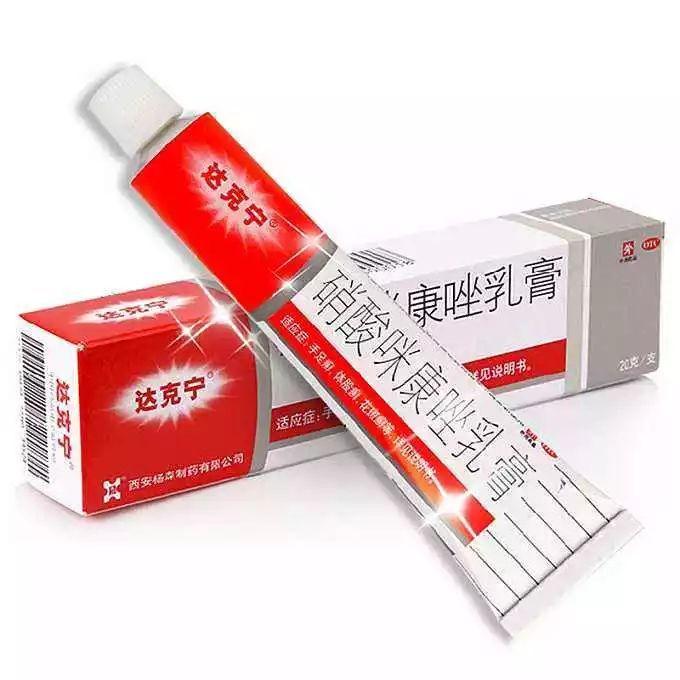 达克宁®
硝酸咪康唑乳膏
适应症:手足癣、体股癣、花斑癣等,详见说明书。
康唑乳膏
OTC
详见说明书。
20克/支
达克宁®
适应症:手
西安杨森制药有限公司